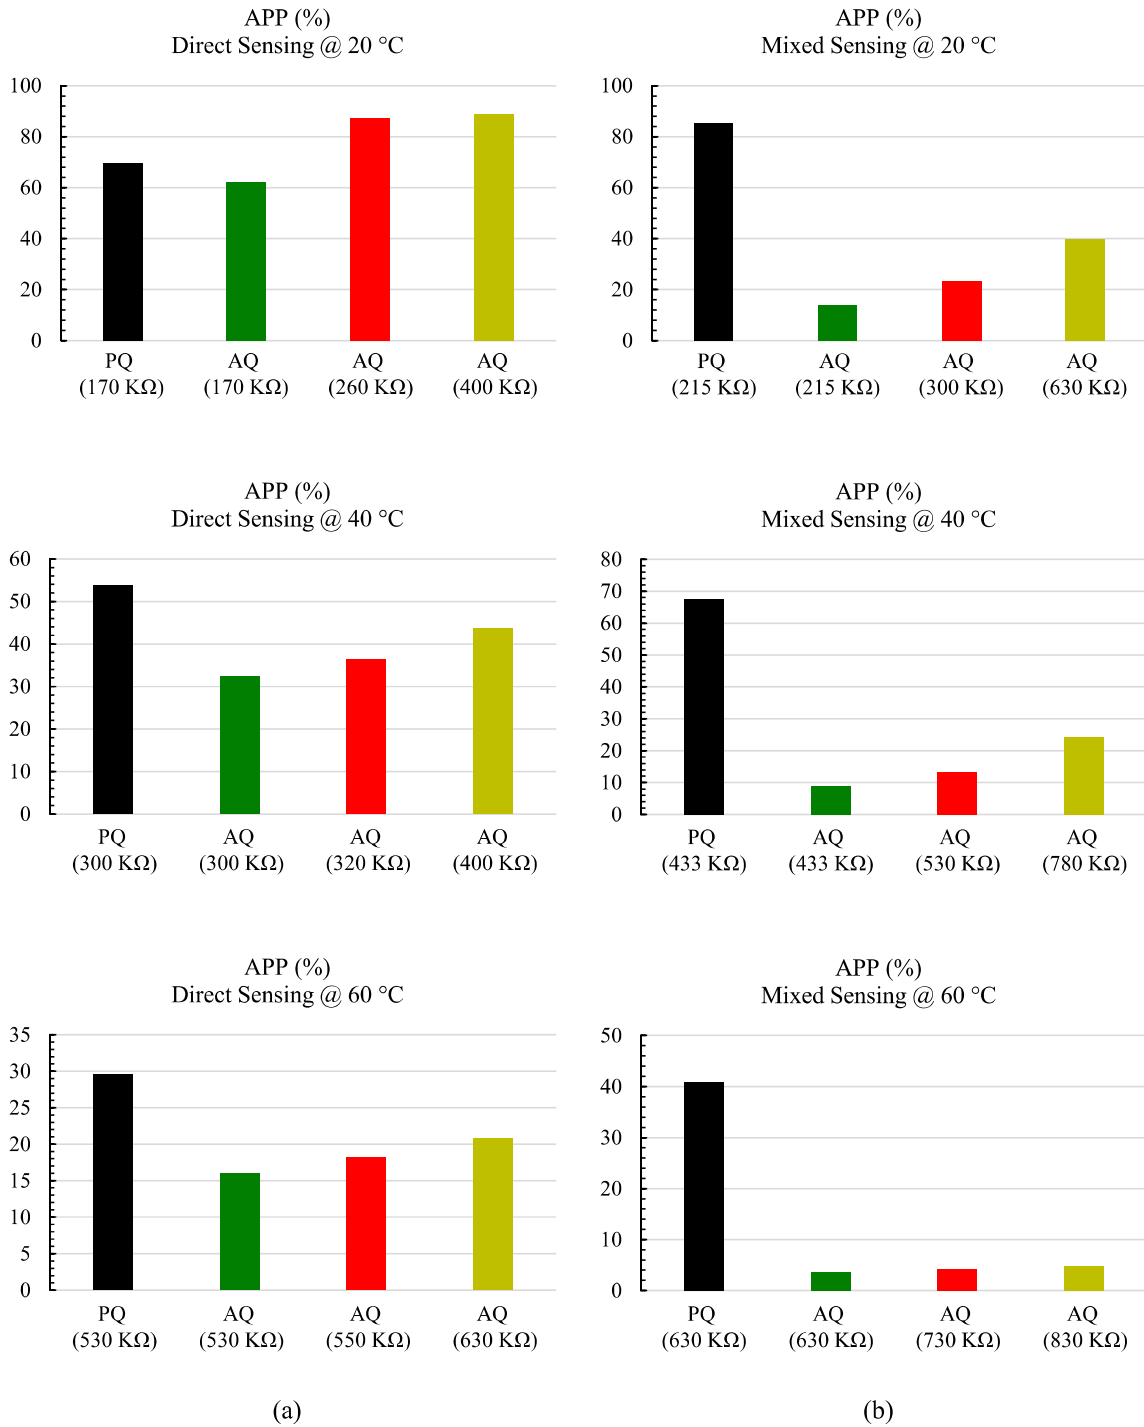 APP (%)
Direct Sensing @ 20 °C
100
80
60
40
20
0
PQ
(170 KΩ)
AQ
(170 KΩ)
AQ
(260 KΩ)
AQ
(400 KΩ)
APP (%)
Mixed Sensing @ 20 °C
100
80
60
40
20
0
PQ
(215 KΩ)
AQ
(215 KΩ)
AQ
(300 KΩ)
AQ
(630 KΩ)
APP (%)
Direct Sensing @ 40 °C
60
50
40
30
20
10
0
PQ
(300 KΩ)
AQ
(300 KΩ)
AQ
(320 KΩ)
AQ
(400 KΩ)
APP (%)
Mixed Sensing @ 40 °C
80
70
60
50
40
30
20
10
0
PQ
(433 KΩ)
AQ
(433 KΩ)
AQ
(530 KΩ)
AQ
(780 KΩ)
APP (%)
Direct Sensing @ 60 °C
35
30
25
20
15
10
5
0
PQ
(530 KΩ)
AQ
(530 KΩ)
AQ
(550 KΩ)
AQ
(630 KΩ)
APP (%)
Mixed Sensing @ 60 °C
50
40
30
20
10
0
PQ
(630 KΩ)
AQ
(630 KΩ)
AQ
(730 KΩ)
AQ
(830 KΩ)
(a)
(b)